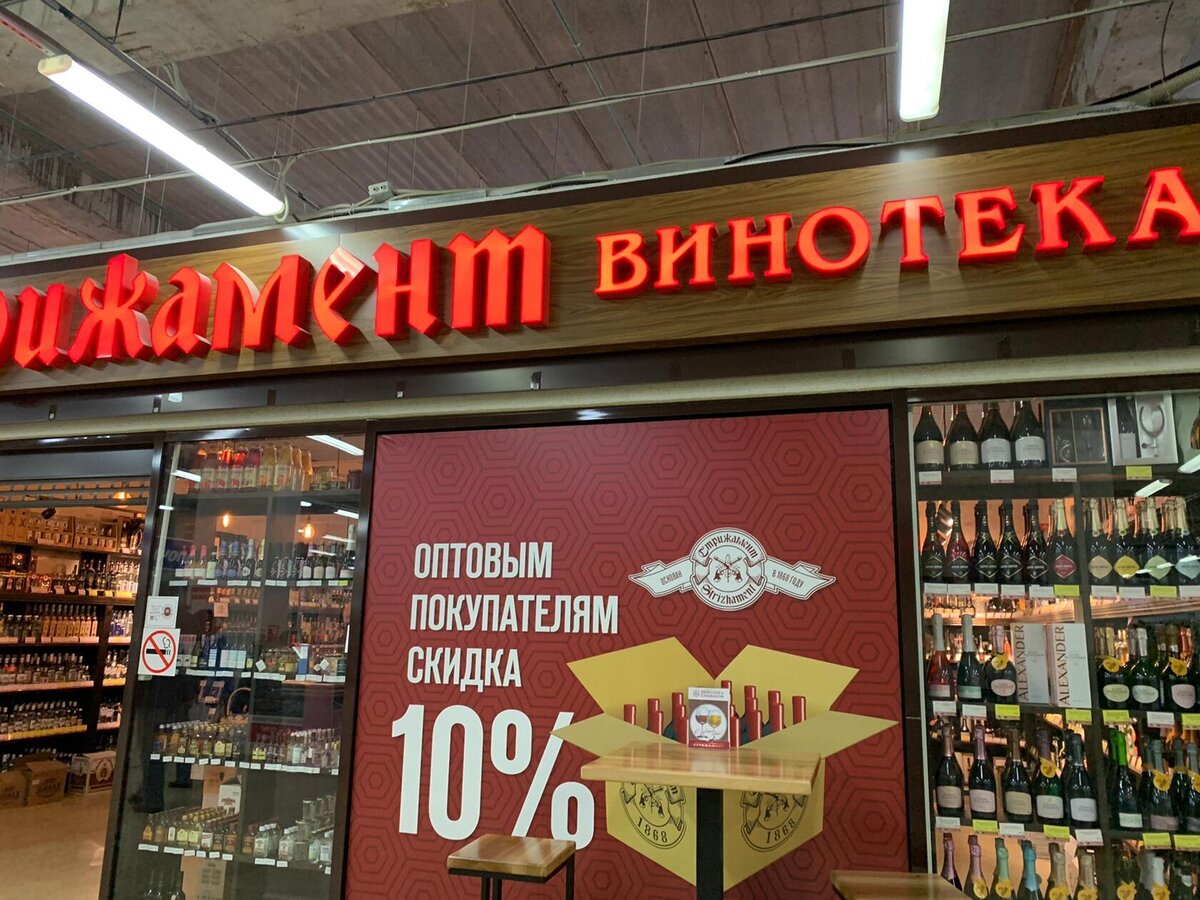 рижамент ВИНОТЕКА
ОПТОВЫМ
ПОКУПАТЕЛЯМ
СКИДКА
10%
Стрижамент
ОСНОВАН В 1868 ГОДУ
Strizhament
1868
1868
ALEXANDER
ALEXANDER